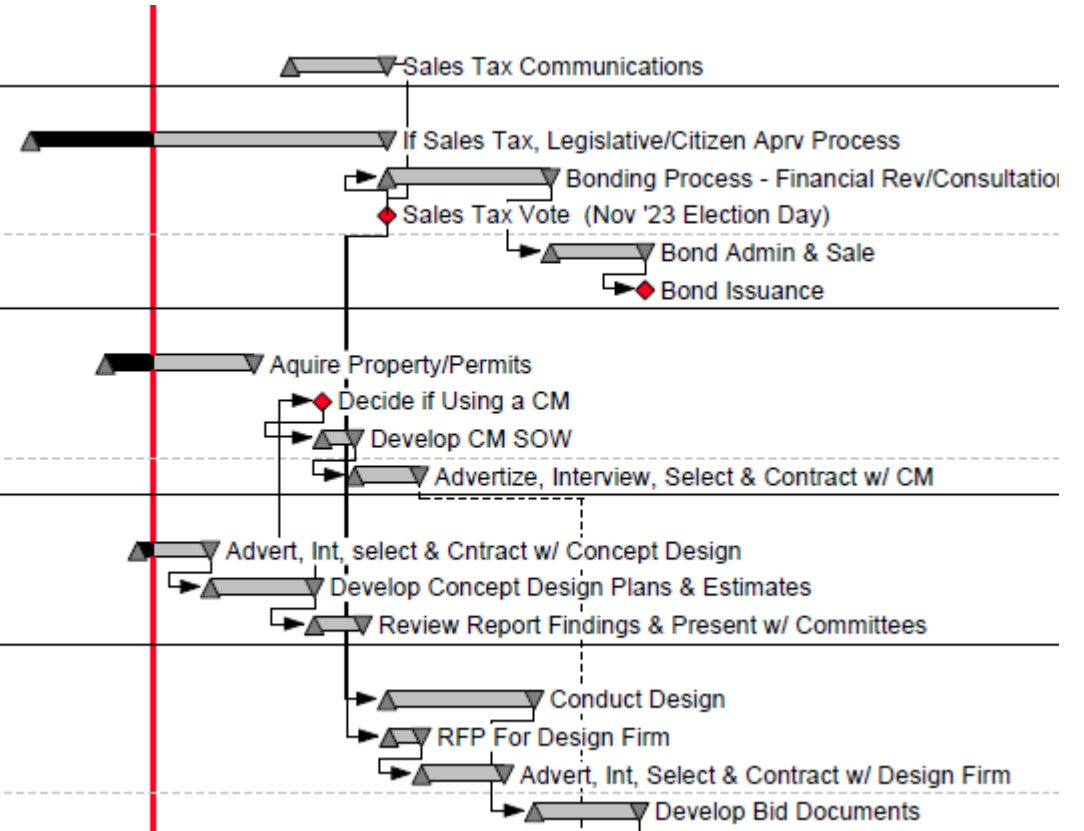 Sales Tax Communications
If Sales Tax, Legislative/Citizen Aprv Process
Bonding Process - Financial Rev/Consultatio
Sales Tax Vote (Nov '23 Election Day)
Bond Admin & Sale
Bond Issuance
Aquire Property/Permits
Decide if Using a CM
Develop CM SOW
Advertize, Interview, Select & Contract w/ CM
Advert, Int, select & Cntract w/ Concept Design
Develop Concept Design Plans & Estimates
Review Report Findings & Present w/ Committees
Conduct Design
RFP For Design Firm
Advert, Int, Select & Contract w/ Design Firm
Develop Bid Documents